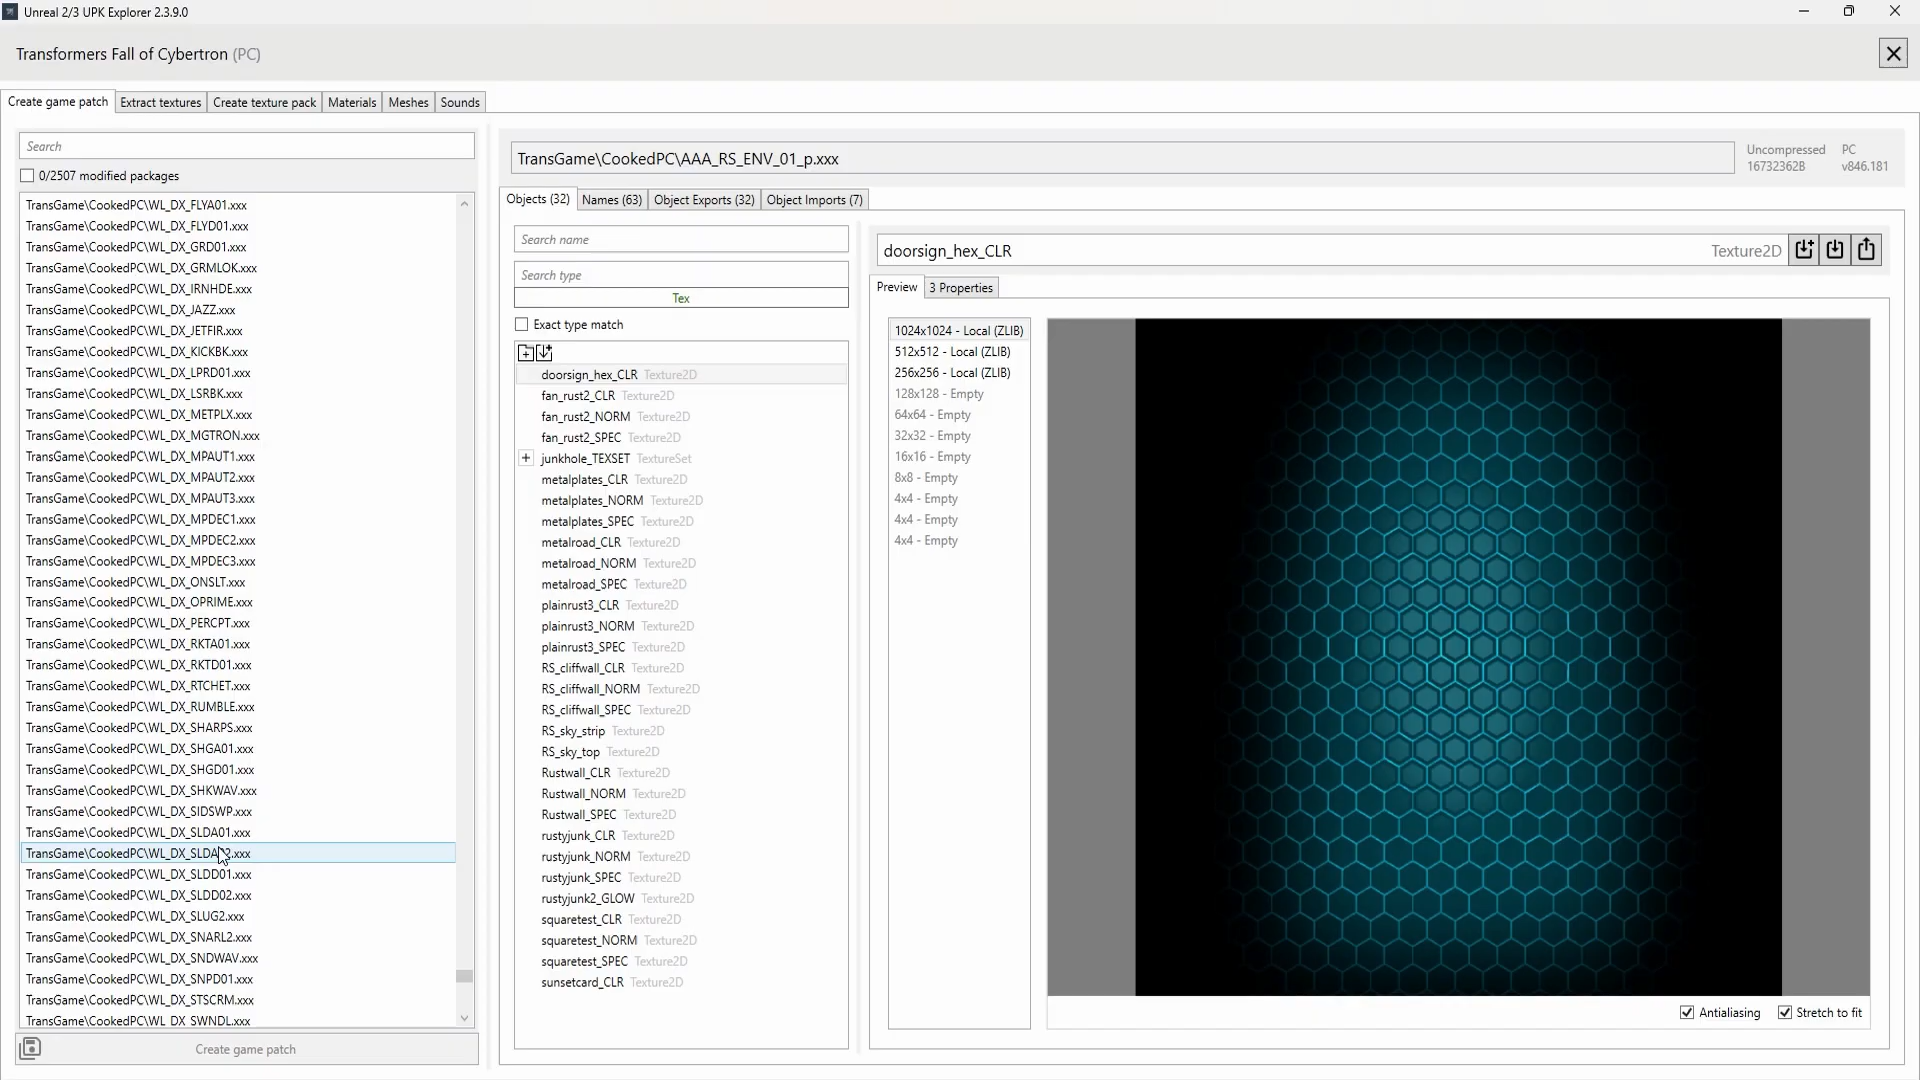 Unreal 2/3 UPK Explorer 2.3.9.0
Transformers Fall of Cybertron (PC)
Create game patch
Extract textures
Create texture pack
Materials
Meshes
Sounds
Search
0/2507 modified packages
TransGame\CookedPC\WL_DX_FLYA01.xxx
TransGame\CookedPC\WL_DX_FLYD01.xxx
TransGame\CookedPC\WL_DX_GRD01.xxx
TransGame\CookedPC\WL_DX_GRMLOK.xxx
TransGame\CookedPC\WL_DX_IRNHDE.xxx
TransGame\CookedPC\WL_DX_JAZZ.xxx
TransGame\CookedPC\WL_DX_JETFIR.xxx
TransGame\CookedPC\WL_DX_KICKBK.xxx
TransGame\CookedPC\WL_DX_LPRD01.xxx
TransGame\CookedPC\WL_DX_LSRBK.xxx
TransGame\CookedPC\WL_DX_METPLX.xxx
TransGame\CookedPC\WL_DX_MGTRON.xxx
TransGame\CookedPC\WL_DX_MPAUT1.xxx
TransGame\CookedPC\WL_DX_MPAUT2.xxx
TransGame\CookedPC\WL_DX_MPAUT3.xxx
TransGame\CookedPC\WL_DX_MPDEC1.xxx
TransGame\CookedPC\WL_DX_MPDEC2.xxx
TransGame\CookedPC\WL_DX_MPDEC3.xxx
TransGame\CookedPC\WL_DX_ONSLT.xxx
TransGame\CookedPC\WL_DX_OPRIME.xxx
TransGame\CookedPC\WL_DX_PERCPT.xxx
TransGame\CookedPC\WL_DX_RKTA01.xxx
TransGame\CookedPC\WL_DX_RKTD01.xxx
TransGame\CookedPC\WL_DX_RTCHET.xxx
TransGame\CookedPC\WL_DX_RUMBLE.xxx
TransGame\CookedPC\WL_DX_SHARPS.xxx
TransGame\CookedPC\WL_DX_SHGA01.xxx
TransGame\CookedPC\WL_DX_SHGD01.xxx
TransGame\CookedPC\WL_DX_SHKWAV.xxx
TransGame\CookedPC\WL_DX_SIDSWP.xxx
TransGame\CookedPC\WL_DX_SLDA01.xxx
TransGame\CookedPC\WL_DX_SLDA02.xxx
TransGame\CookedPC\WL_DX_SLDD01.xxx
TransGame\CookedPC\WL_DX_SLDD02.xxx
TransGame\CookedPC\WL_DX_SLUG2.xxx
TransGame\CookedPC\WL_DX_SNARL2.xxx
TransGame\CookedPC\WL_DX_SNDWAV.xxx
TransGame\CookedPC\WL_DX_SNPD01.xxx
TransGame\CookedPC\WL_DX_STSCRM.xxx
TransGame\CookedPC\WL_DX_SWNDL.xxx
Create game patch
TransGame\CookedPC\AAA_RS_ENV_01_p.xxx
Uncompressed PC
16732362B v846.181
Objects (32)
Names (63)
Object Exports (32)
Object Imports (7)
Search name
Search type
Tex
Exact type match
doorsign_hex_CLR Texture2D
fan_rust2_CLR Texture2D
fan_rust2_NORM Texture2D
fan_rust2_SPEC Texture2D
junkhole_TEXSET TextureSet
metalplates_CLR Texture2D
metalplates_NORM Texture2D
metalplates_SPEC Texture2D
metalroad_CLR Texture2D
metalroad_NORM Texture2D
metalroad_SPEC Texture2D
plainrust3_CLR Texture2D
plainrust3_NORM Texture2D
plainrust3_SPEC Texture2D
RS_cliffwall_CLR Texture2D
RS_cliffwall_NORM Texture2D
RS_cliffwall_SPEC Texture2D
RS_sky_strip Texture2D
RS_sky_top Texture2D
Rustwall_CLR Texture2D
Rustwall_NORM Texture2D
Rustwall_SPEC Texture2D
rustyjunk_CLR Texture2D
rustyjunk_NORM Texture2D
rustyjunk_SPEC Texture2D
rustyjunk2_GLOW Texture2D
squaretest_CLR Texture2D
squaretest_NORM Texture2D
squaretest_SPEC Texture2D
sunsetcard_CLR Texture2D
doorsign_hex_CLR Texture2D
Preview
3 Properties
1024x1024 - Local (ZLIB)
512x512 - Local (ZLIB)
256x256 - Local (ZLIB)
128x128 - Empty
64x64 - Empty
32x32 - Empty
16x16 - Empty
8x8 - Empty
4x4 - Empty
4x4 - Empty
4x4 - Empty
Antialiasing
Stretch to fit